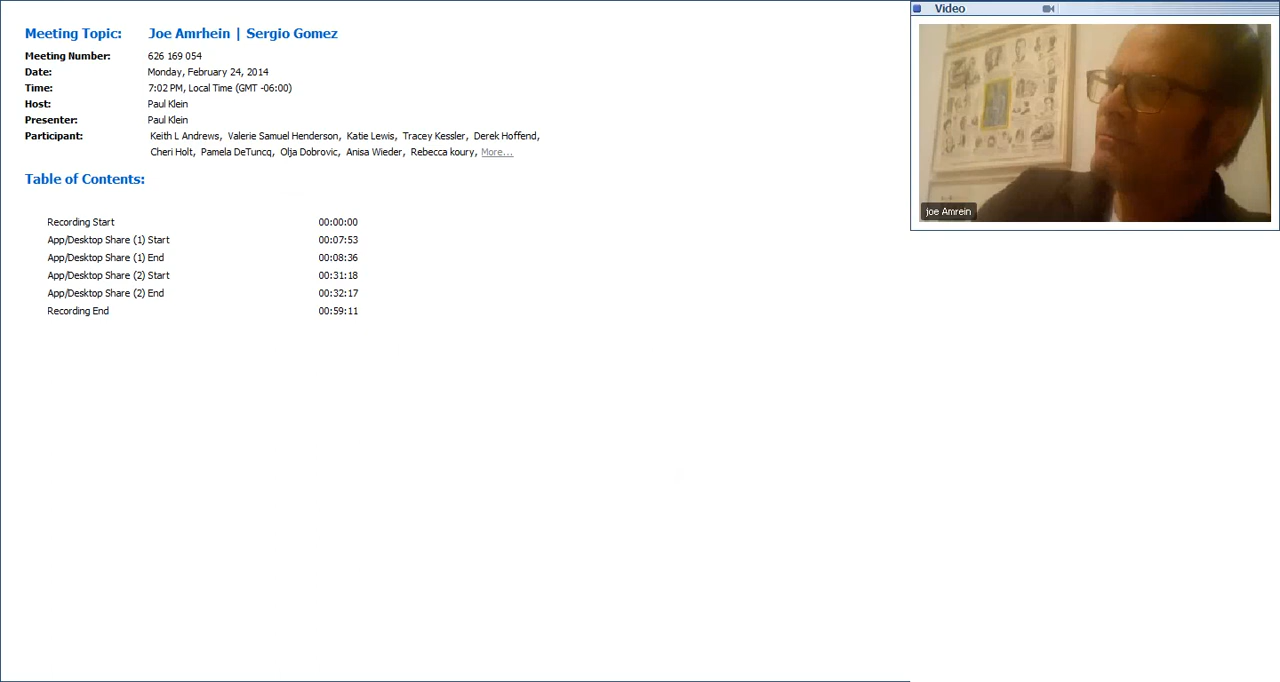 Meeting Topic: Joe Amrhein | Sergio Gomez
Meeting Number: 626 169 054
Date: Monday, February 24, 2014
Time: 7:02 PM, Local Time (GMT -06:00)
Host: Paul Klein
Presenter: Paul Klein
Participant: Keith L Andrews, Valerie Samuel Henderson, Katie Lewis, Tracey Kessler, Derek Hoffend,
Cheri Holt, Pamela DeTuncq, Olja Dobrovic, Anisa Wieder, Rebecca koury, More...
Table of Contents:
Recording Start 00:00:00
App/Desktop Share (1) Start 00:07:53
App/Desktop Share (1) End 00:08:36
App/Desktop Share (2) Start 00:31:18
App/Desktop Share (2) End 00:32:17
Recording End 00:59:11
Video
joe Amrein